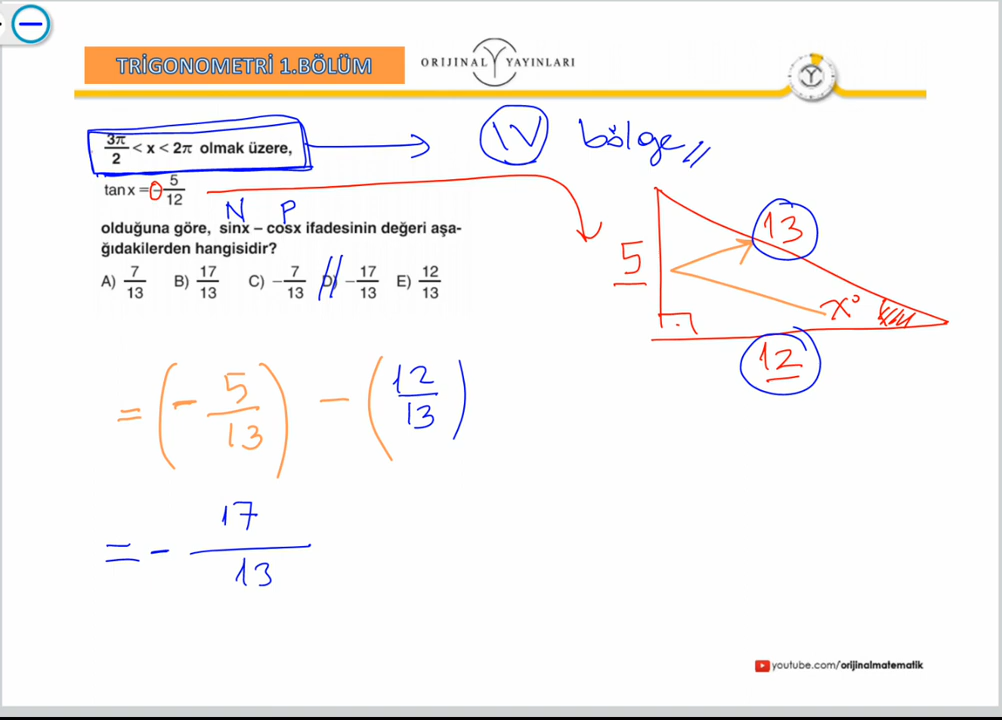 TRİGONOMETRİ 1.BÖLÜM
ORIJINAL YAYINLARI
3π/2 < x < 2π olmak üzere,
IV bölge //
tan x = -5/12
N P
olduğuna göre, sinx – cosx ifadesinin değeri aşa-
ğıdakilerden hangisidir?
A) 7/13 B) 17/13 C) -7/13 D) -17/13 E) 12/13
13
5
x°
12
= (-5/13) - (12/13)
= - 17/13
youtube.com/orijinalmatematik